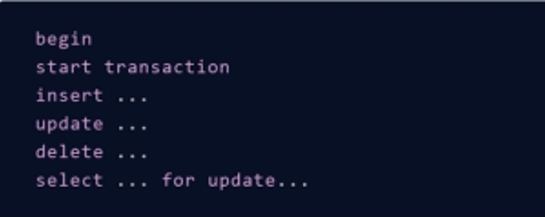 begin
start transaction
insert ...
update ...
delete ...
select ... for update...